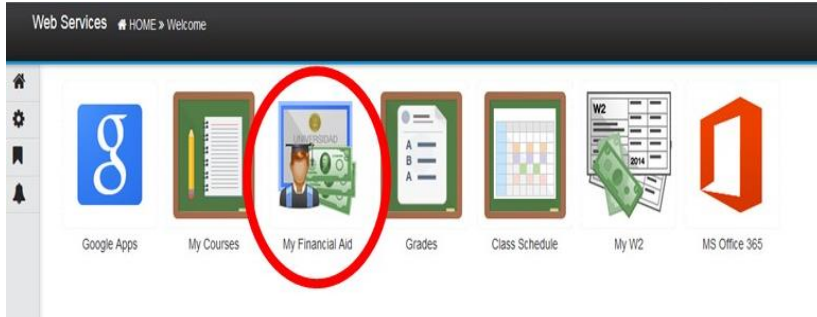 Web Services HOME » Welcome
g
UNIVERSIDAD
A
B
A
W2
2014
Google Apps My Courses My Financial Aid Grades Class Schedule My W2 MS Office 365